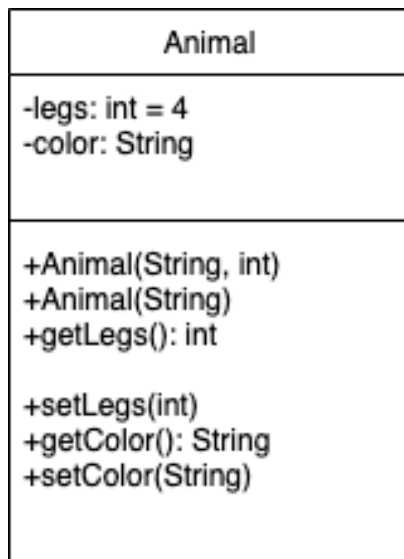 Animal
-legs: int = 4
-color: String
+Animal(String, int)
+Animal(String)
+getLegs(): int
+setLegs(int)
+getColor(): String
+setColor(String)